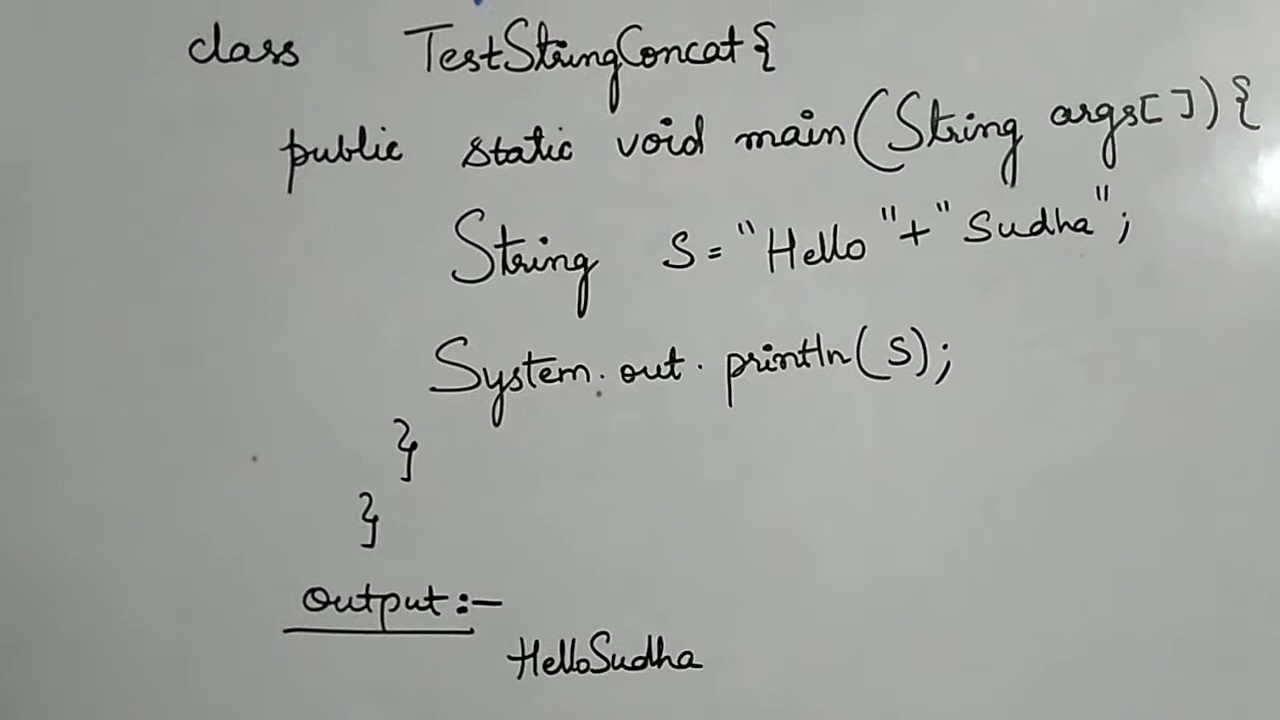 class TestStringConcat{
public static void main(String args[]){
String s="Hello"+"Sudha";
System.out.println(s);
}
}
output:-
HelloSudha